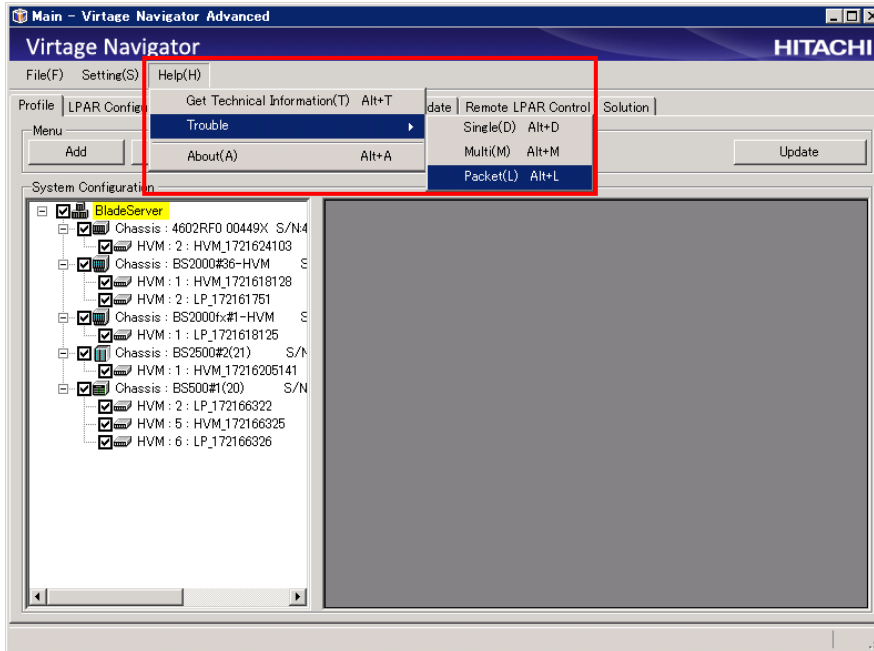 Main - Virtage Navigator Advanced
Virtage Navigator HITACHI
File(F) Setting(S) Help(H)
Get Technical Information(T) Alt+T
Trouble
About(A) Alt+A
Single(D) Alt+D
Multi(M) Alt+M
Packet(L) Alt+L
Profile LPAR Config date Remote LPAR Control Solution
Menu
Add Update
System Configuration
BladeServer
Chassis : 4602RF0 00449X S/N:4
HVM : 2 : HVM_1721624103
Chassis : BS2000#36-HVM S
HVM : 1 : HVM_1721618128
HVM : 2 : LP_172161751
Chassis : BS2000fx#1-HVM S
HVM : 1 : LP_1721618125
Chassis : BS2500#2(21) S/N
HVM : 1 : HVM_17216205141
Chassis : BS500#1(20) S/N
HVM : 2 : LP_172166322
HVM : 5 : HVM_172166325
HVM : 6 : LP_172166326